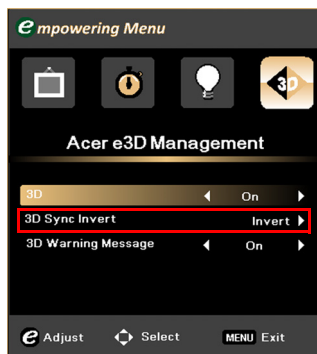 e mpowering Menu
3D
Acer e3D Management
3D On
3D Sync Invert Invert
3D Warning Message On
e Adjust Select MENU Exit